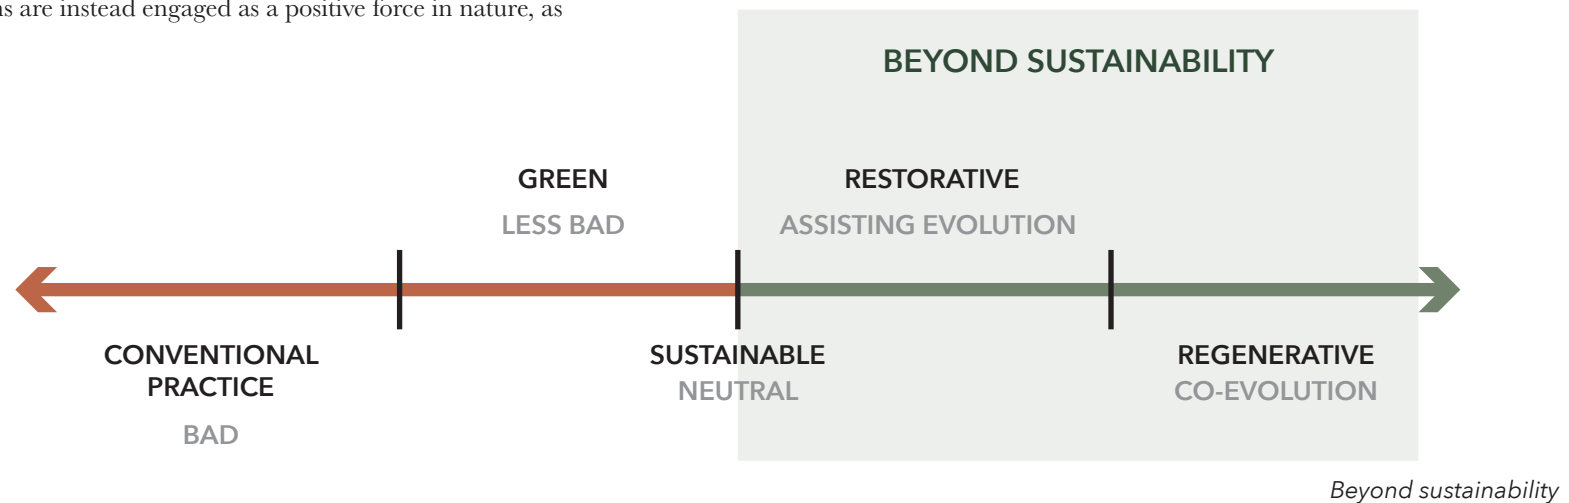 ns are instead engaged as a positive force in nature, as
BEYOND SUSTAINABILITY
GREEN
LESS BAD
RESTORATIVE
ASSISTING EVOLUTION
CONVENTIONAL
PRACTICE
BAD
SUSTAINABLE
NEUTRAL
REGENERATIVE
CO-EVOLUTION
Beyond sustainability